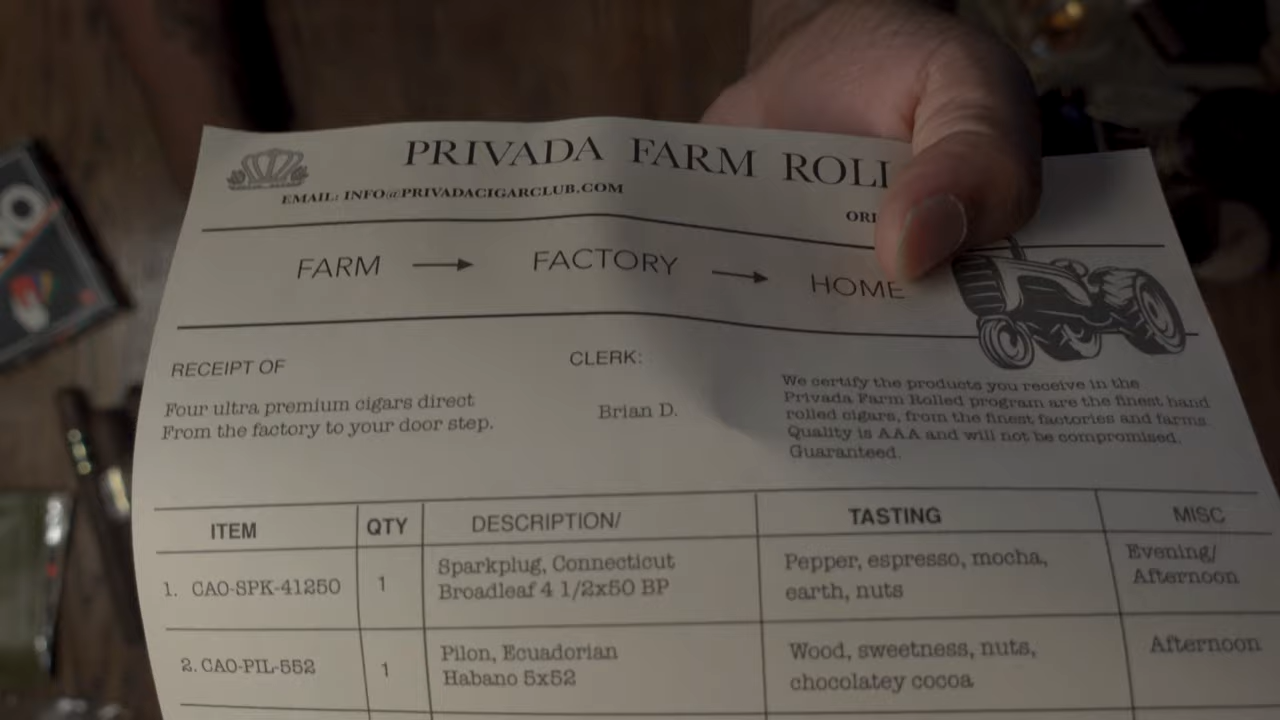 PRIVADA FARM ROLL
EMAIL: INFO@PRIVADACIGARCLUB.COM
FARM → FACTORY → HOME
RECEIPT OF
Four ultra premium cigars direct
From the factory to your door step.
CLERK:
Brian D.
We certify the products you receive in the
Privada Farm Rolled program are the finest hand
rolled cigars, from the finest factories and farms.
Quality is AAA and will not be compromised.
Guaranteed.
ITEM QTY DESCRIPTION/ TASTING MISC
1. CAO-SPK-41250 1 Sparkplug, Connecticut Pepper, espresso, mocha, Evening/
Broadleaf 4 1/2x50 BP earth, nuts Afternoon
2. CAO-PIL-552 1 Pilon, Ecuadorian Wood, sweetness, nuts, Afternoon
Habano 5x52 chocolatey cocoa